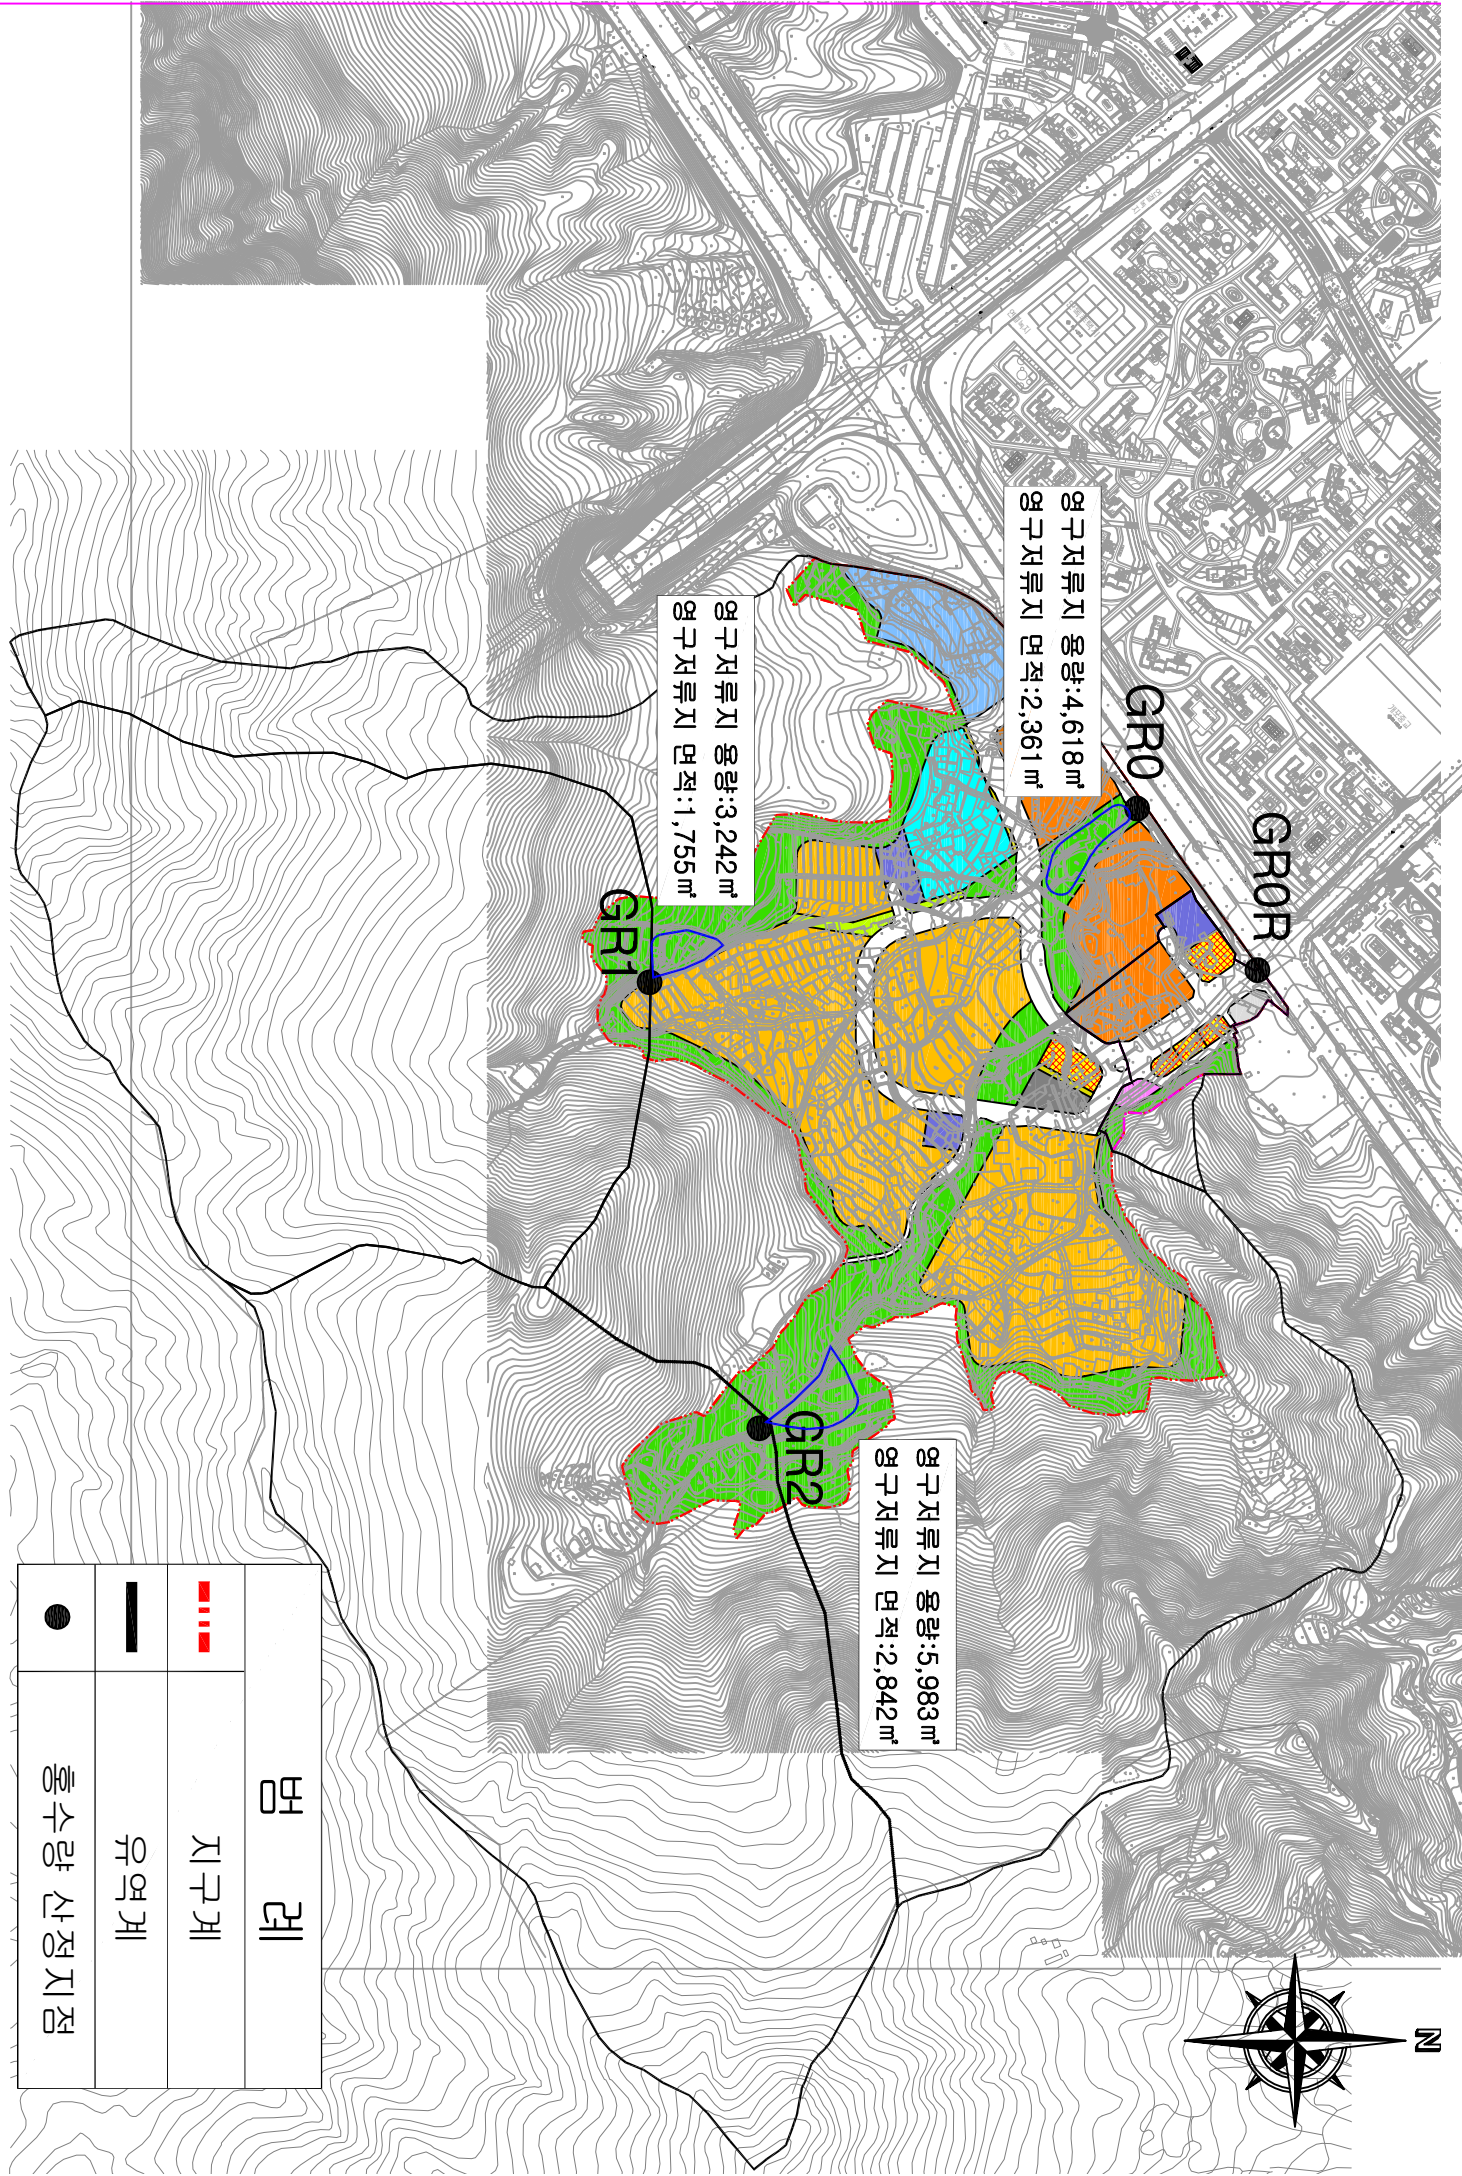 영구저류지 용량:4,618㎥
영구저류지 면적:2,361㎡
GR0
GR0R
영구저류지 용량:3,242㎥
영구저류지 면적:1,755㎡
GR1
GR2
영구저류지 용량:5,983㎥
영구저류지 면적:2,842㎡
범 례
지구계
유역계
홍수량 산정지점
N